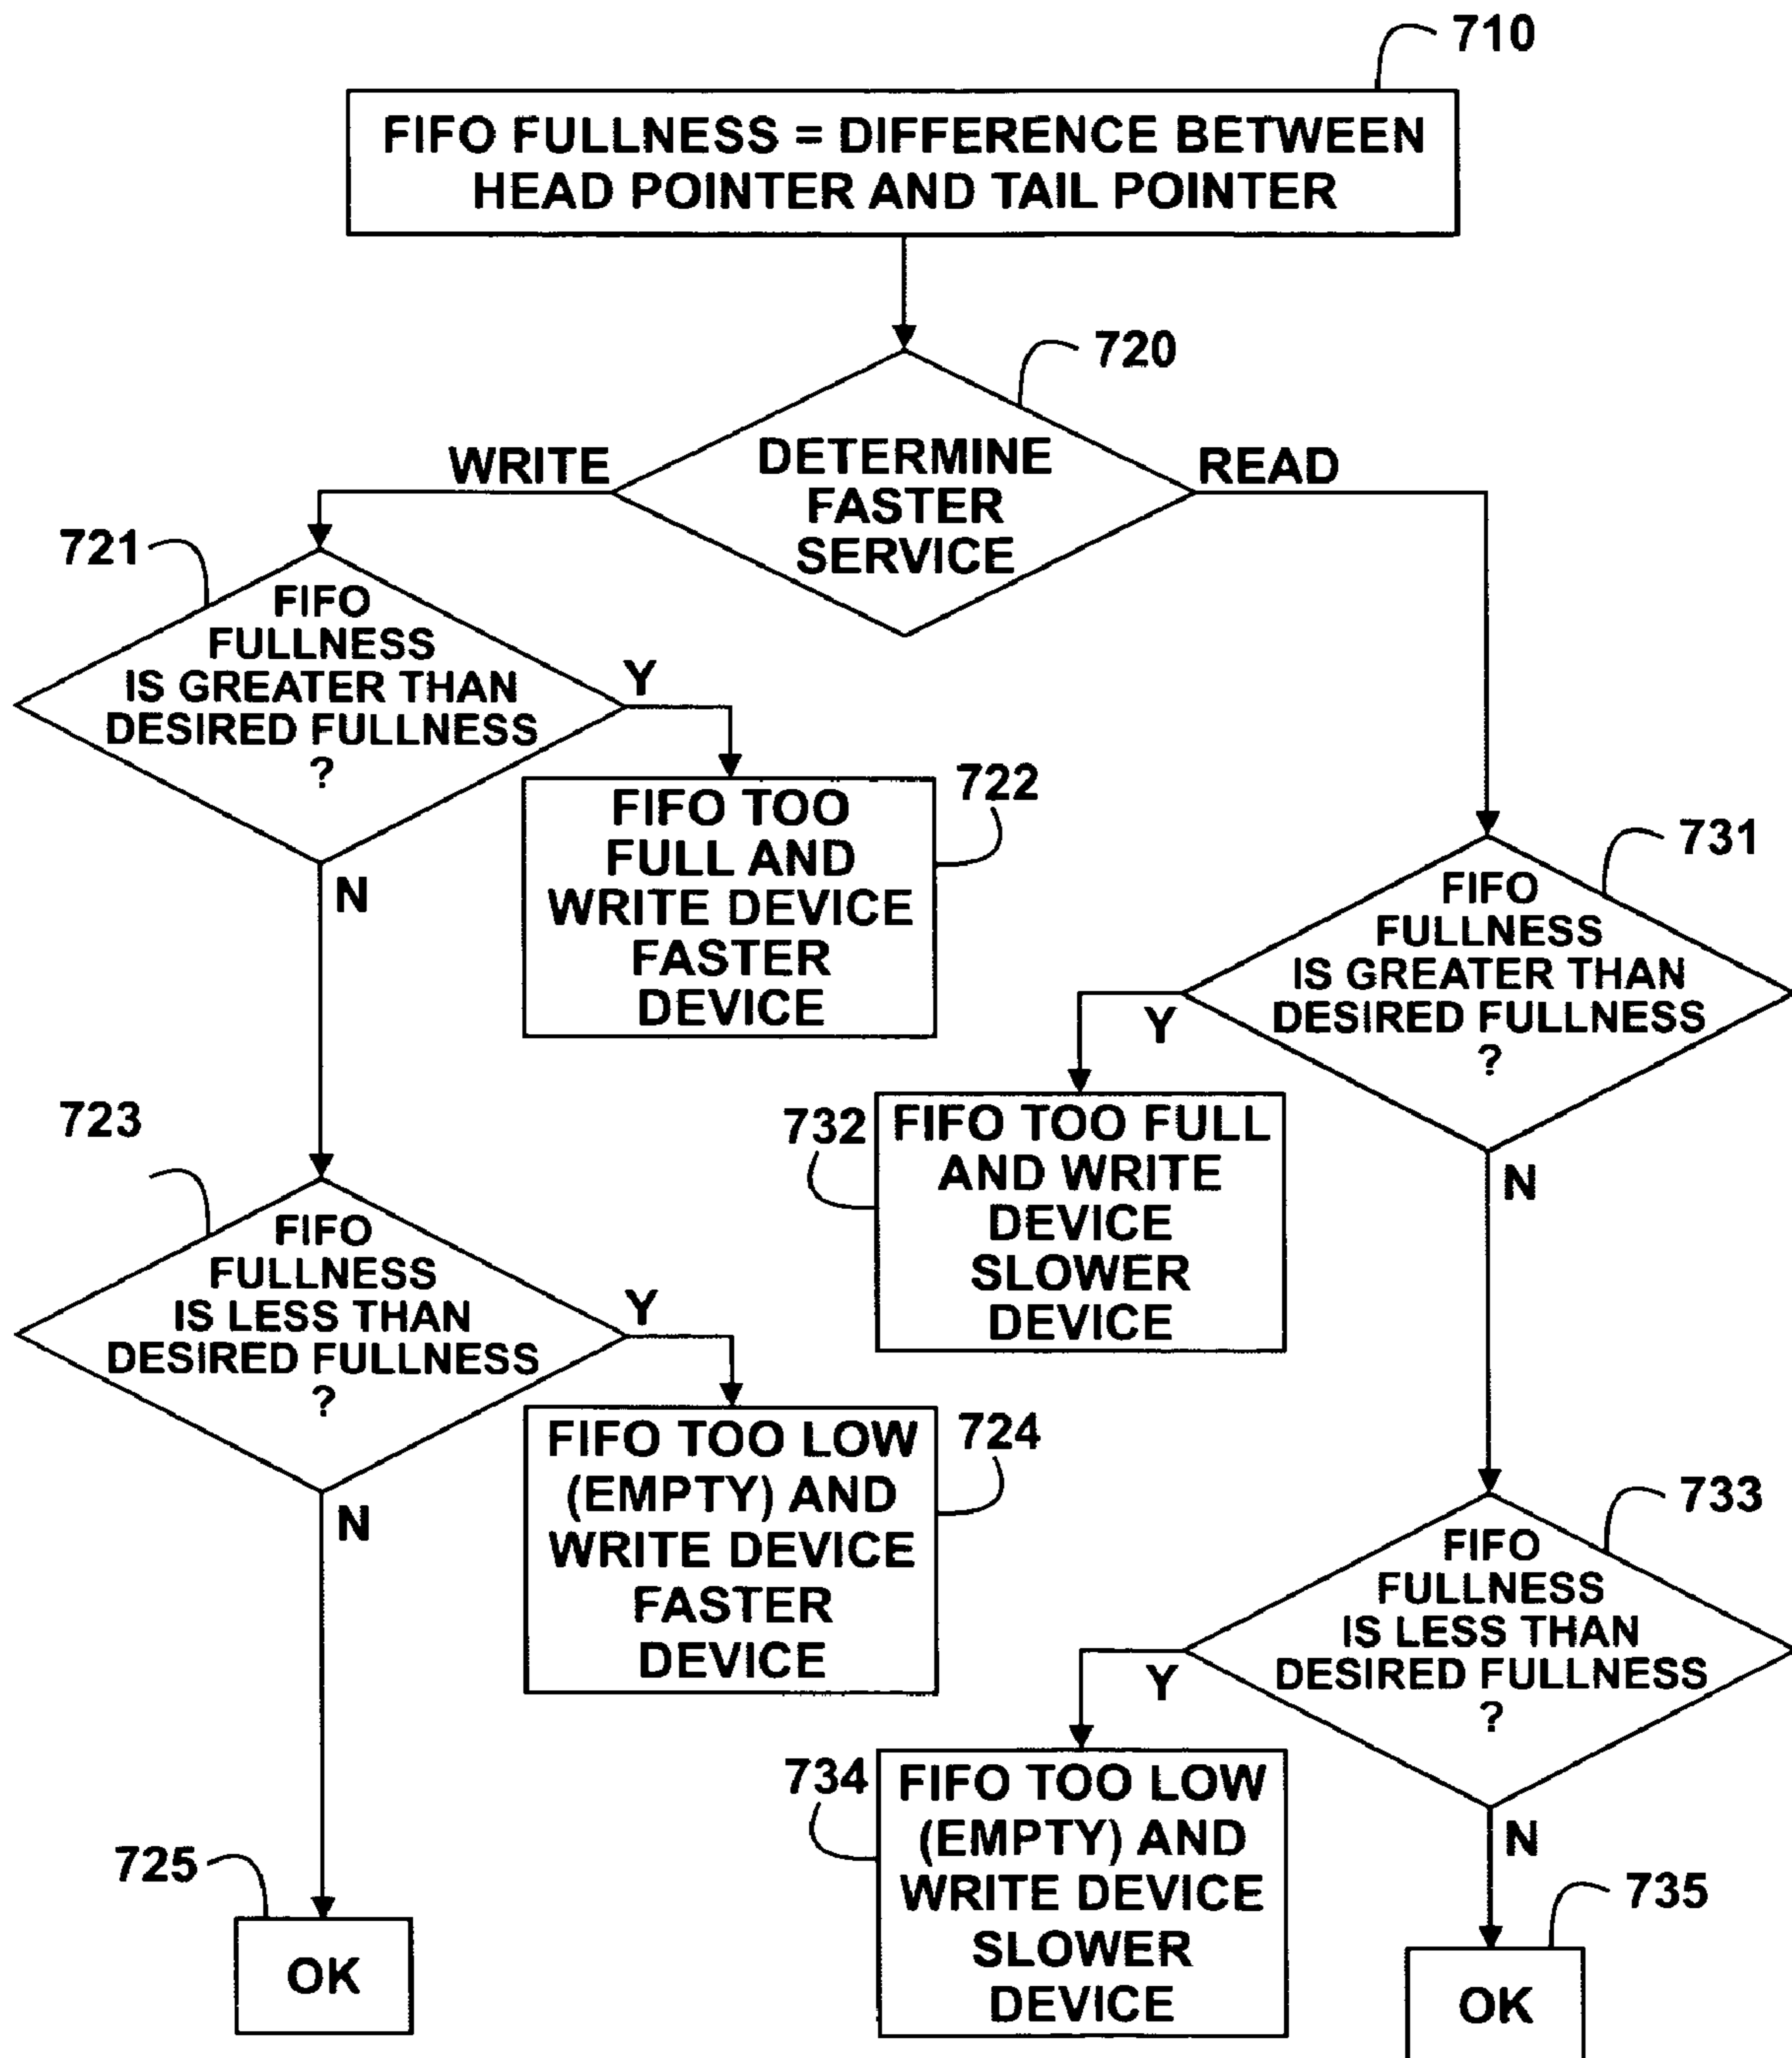 710
FIFO FULLNESS = DIFFERENCE BETWEEN
HEAD POINTER AND TAIL POINTER
720
DETERMINE
FASTER
SERVICE
WRITE
READ
721
FIFO
FULLNESS
IS GREATER THAN
DESIRED FULLNESS
?
Y
N
722
FIFO TOO
FULL AND
WRITE DEVICE
FASTER
DEVICE
723
FIFO
FULLNESS
IS LESS THAN
DESIRED FULLNESS
?
Y
N
724
FIFO TOO LOW
(EMPTY) AND
WRITE DEVICE
FASTER
DEVICE
725
OK
731
FIFO
FULLNESS
IS GREATER THAN
DESIRED FULLNESS
?
Y
N
732
FIFO TOO FULL
AND WRITE
DEVICE
SLOWER
DEVICE
733
FIFO
FULLNESS
IS LESS THAN
DESIRED FULLNESS
?
Y
N
734
FIFO TOO LOW
(EMPTY) AND
WRITE DEVICE
SLOWER
DEVICE
735
OK